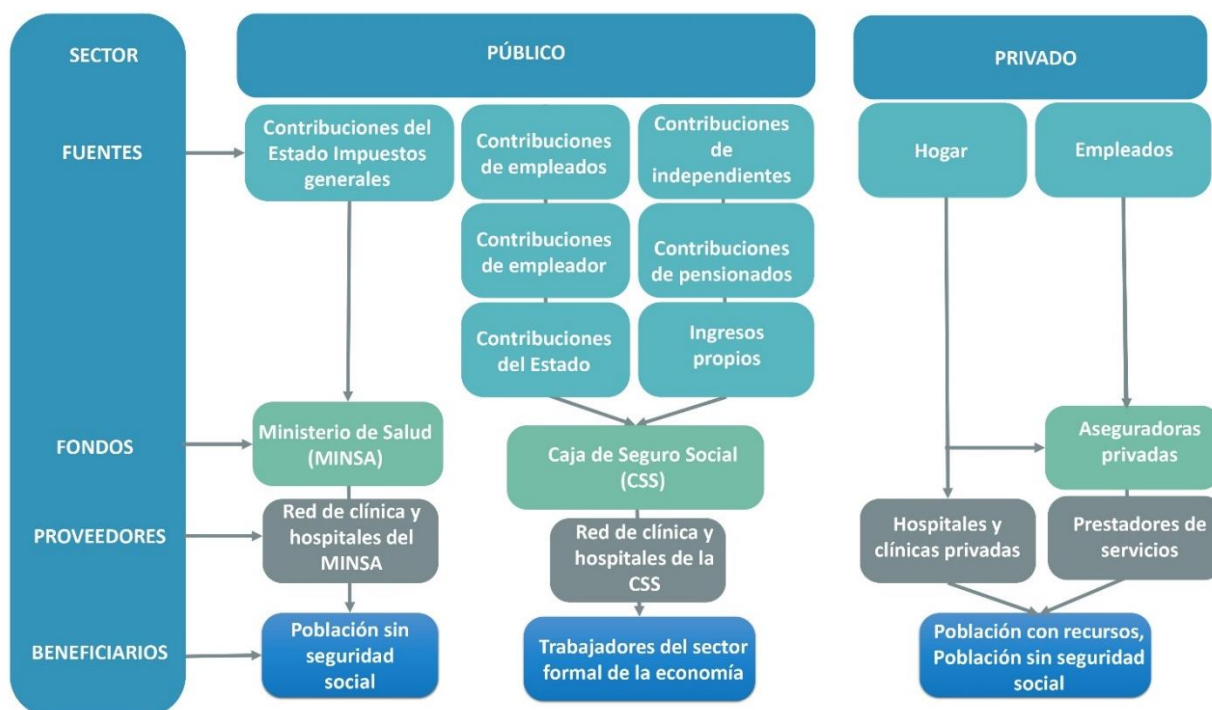 SECTOR
PÚBLICO
PRIVADO
FUENTES
Contribuciones del
Estado Impuestos
generales
Contribuciones
de empleados
Contribuciones
de
independientes
Hogar
Empleados
Contribuciones
de empleador
Contribuciones
de pensionados
Contribuciones
del Estado
Ingresos
propios
FONDOS
Ministerio de Salud
(MINSA)
Caja de Seguro Social
(CSS)
Aseguradoras
privadas
PROVEEDORES
Red de clínica y
hospitales del
MINSA
Red de clínica y
hospitales de la
CSS
Hospitales y
clínicas privadas
Prestadores de
servicios
BENEFICIARIOS
Población sin
seguridad
social
Trabajadores del sector
formal de la economía
Población con recursos,
Población sin seguridad
social